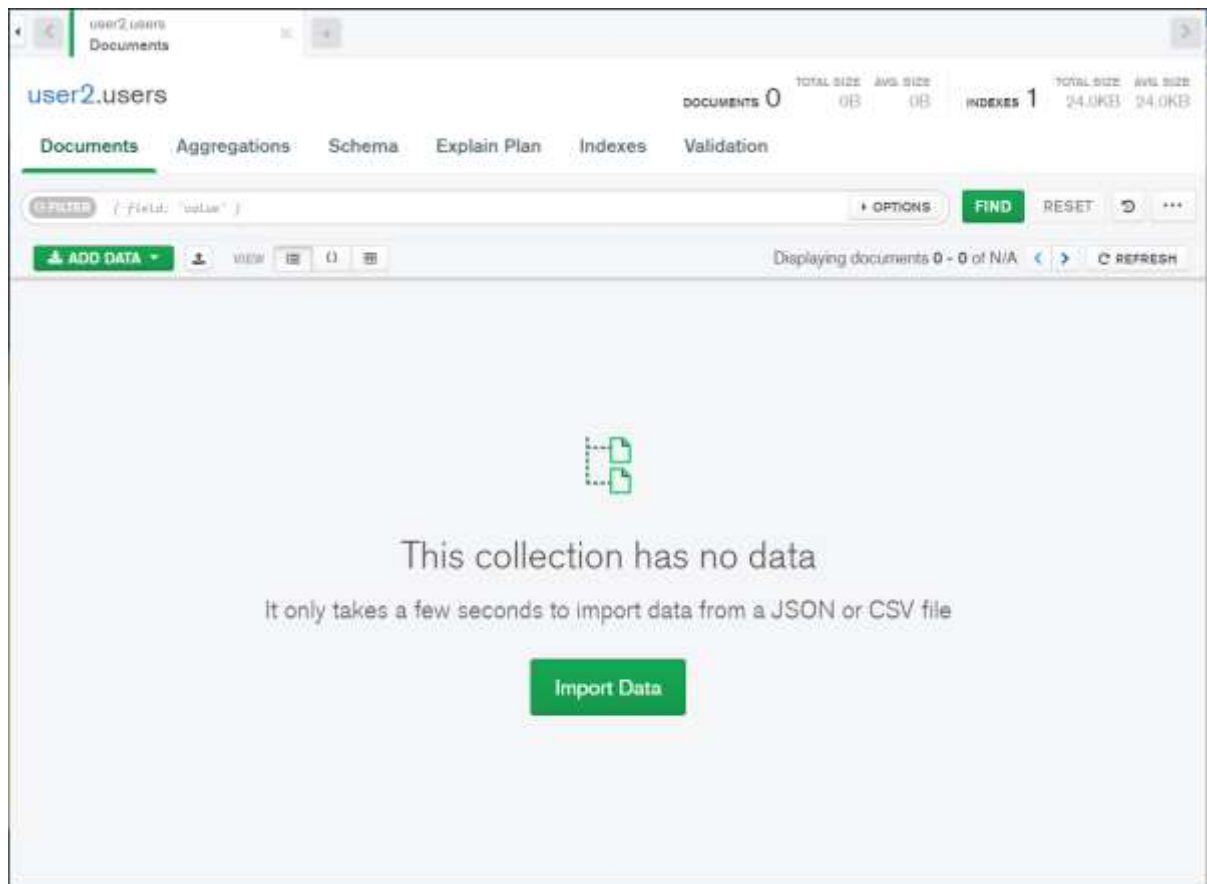 user2.users
Documents
user2.users
DOCUMENTS 0 TOTAL SIZE 0B AVG. SIZE 0B INDEXES 1 TOTAL SIZE 24.0KB AVG. SIZE 24.0KB
Documents Aggregations Schema Explain Plan Indexes Validation
FILTER { field: 'value' } OPTIONS FIND RESET ...
ADD DATA VIEW {} Displaying documents 0 - 0 of N/A < > REFRESH
This collection has no data
It only takes a few seconds to import data from a JSON or CSV file
Import Data